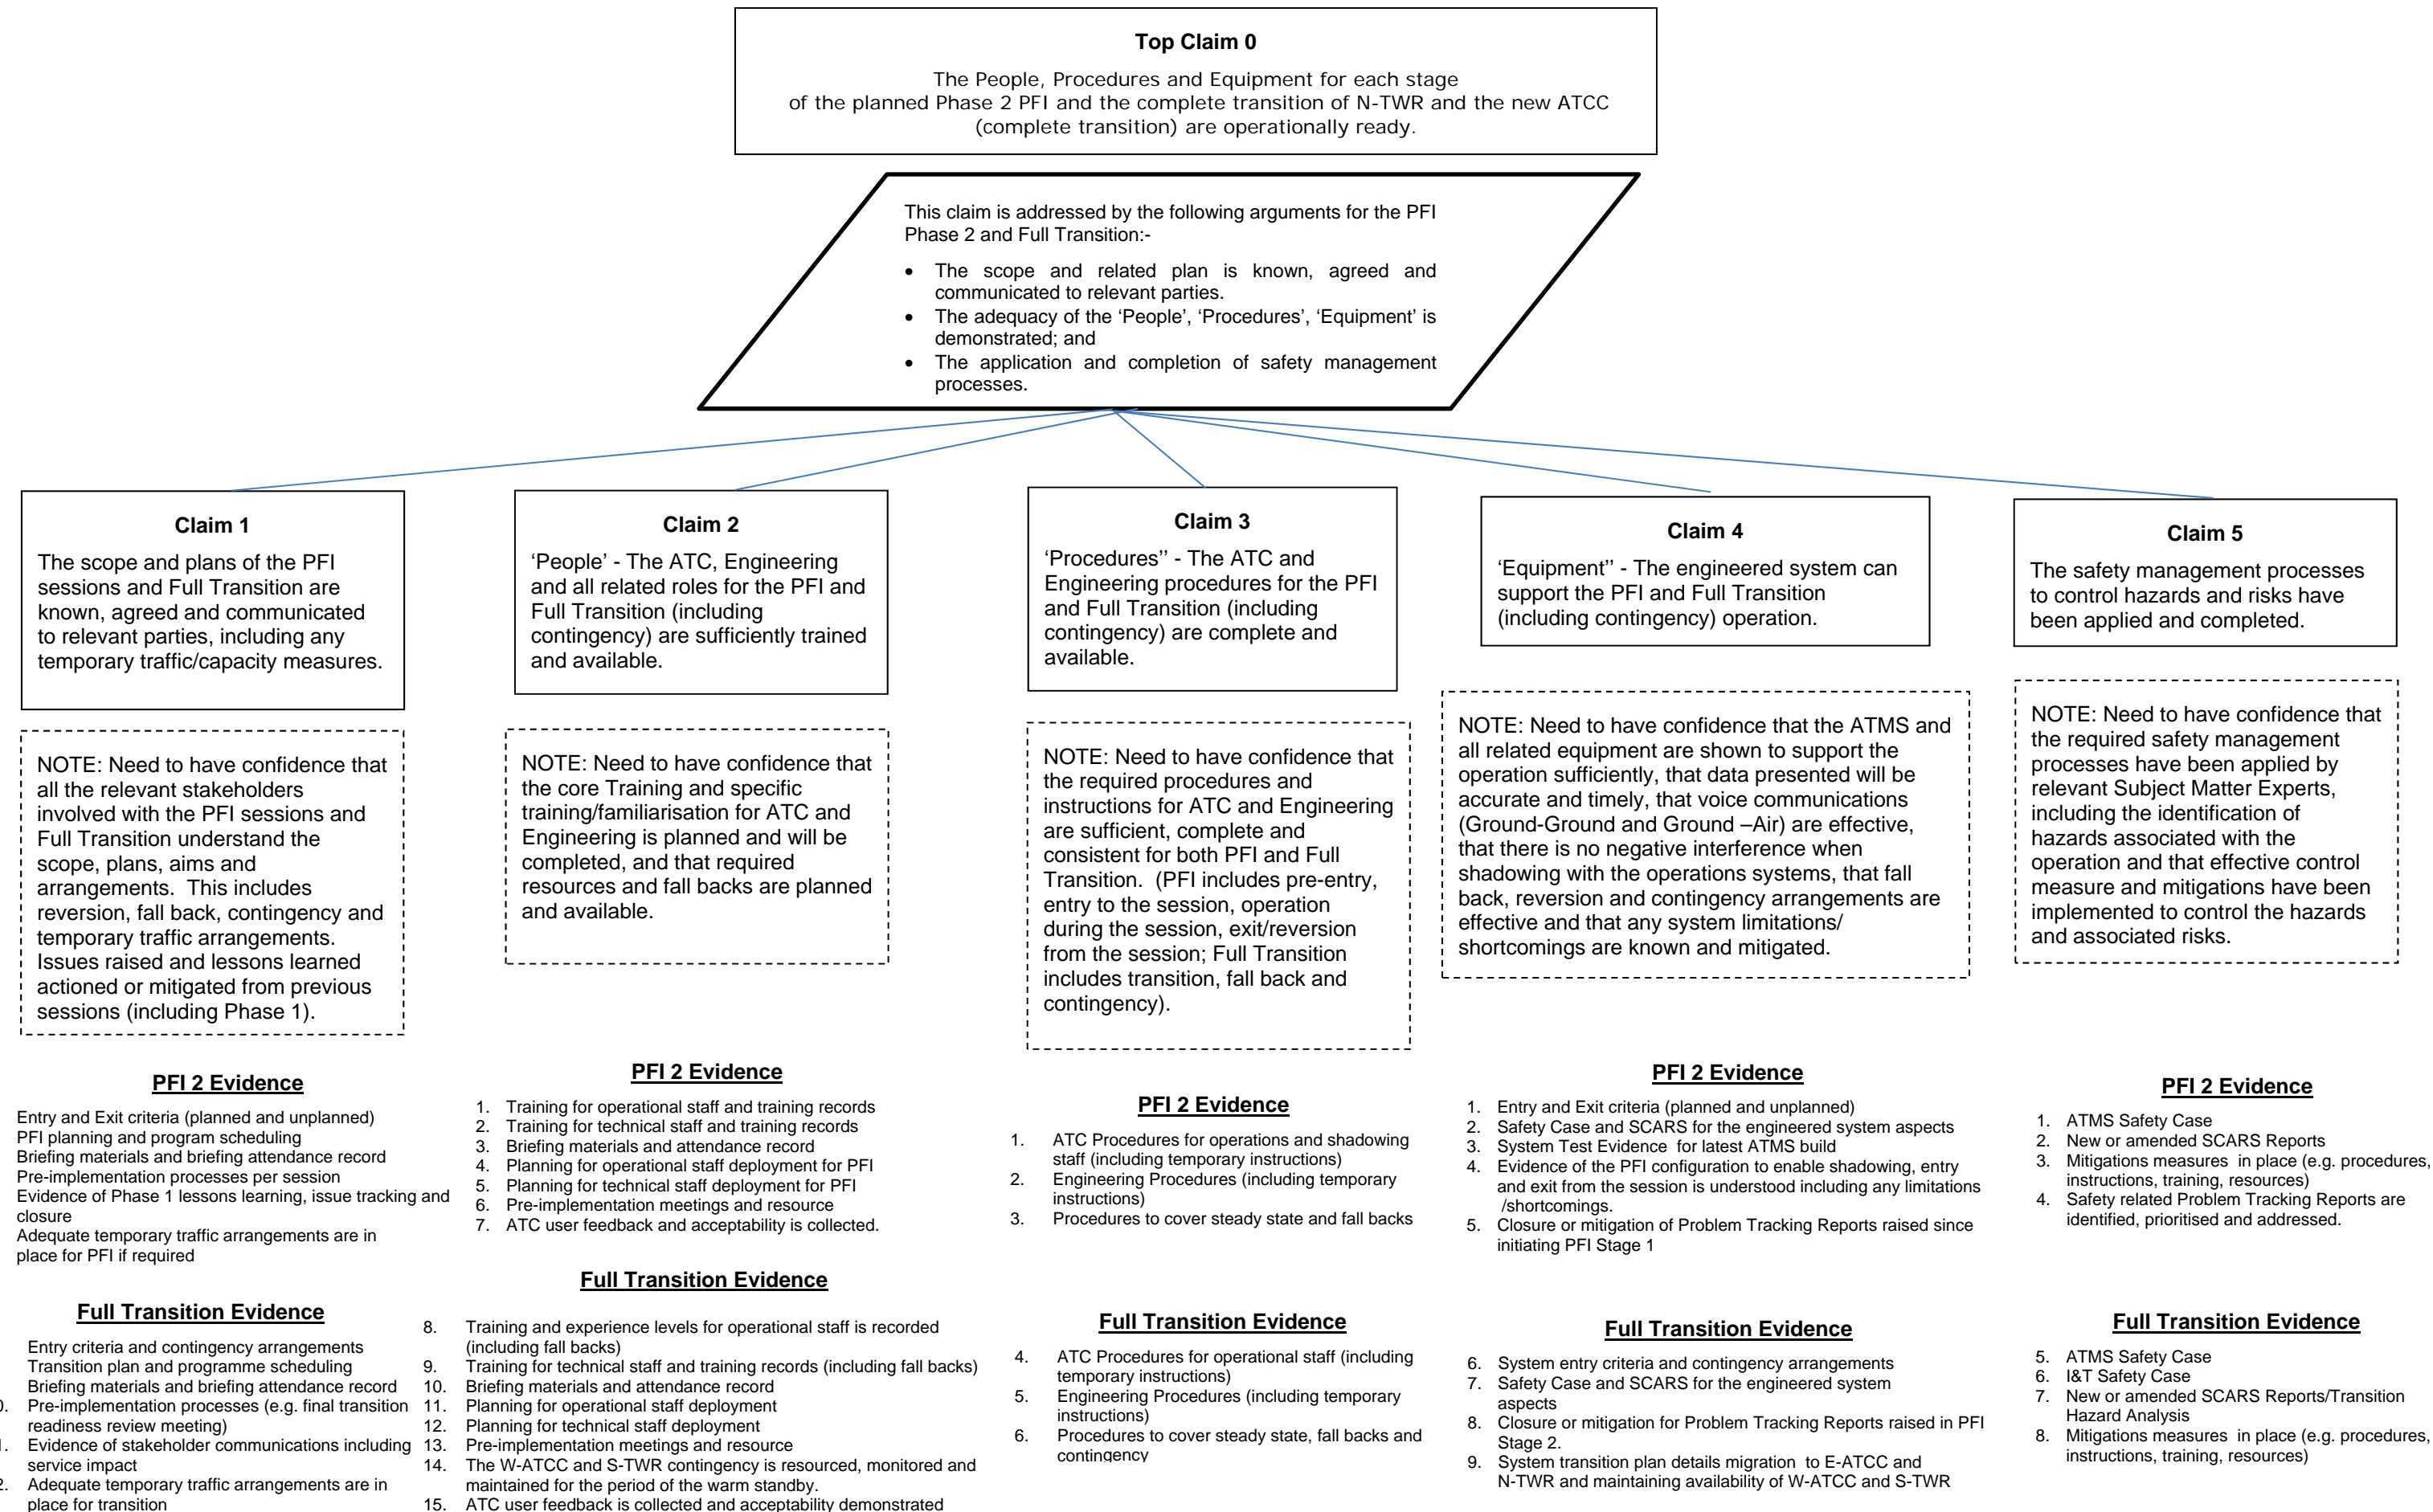 Top Claim 0
The People, Procedures and Equipment for each stage
of the planned Phase 2 PFI and the complete transition of N-TWR and the new ATCC
(complete transition) are operationally ready.
This claim is addressed by the following arguments for the PFI
Phase 2 and Full Transition:-
• The scope and related plan is known, agreed and
communicated to relevant parties.
• The adequacy of the ‘People’, ‘Procedures’, ‘Equipment’ is
demonstrated; and
• The application and completion of safety management
processes.
Claim 1
The scope and plans of the PFI
sessions and Full Transition are
known, agreed and communicated
to relevant parties, including any
temporary traffic/capacity measures.
NOTE: Need to have confidence that
all the relevant stakeholders
involved with the PFI sessions and
Full Transition understand the
scope, plans, aims and
arrangements. This includes
reversion, fall back, contingency and
temporary traffic arrangements.
Issues raised and lessons learned
actioned or mitigated from previous
sessions (including Phase 1).
PFI 2 Evidence
Entry and Exit criteria (planned and unplanned)
PFI planning and program scheduling
Briefing materials and briefing attendance record
Pre-implementation processes per session
Evidence of Phase 1 lessons learning, issue tracking and
closure
Adequate temporary traffic arrangements are in
place for PFI if required
Full Transition Evidence
Entry criteria and contingency arrangements
Transition plan and programme scheduling
Briefing materials and briefing attendance record
0. Pre-implementation processes (e.g. final transition
readiness review meeting)
1. Evidence of stakeholder communications including
service impact
2. Adequate temporary traffic arrangements are in
place for transition
Claim 2
‘People’ - The ATC, Engineering
and all related roles for the PFI and
Full Transition (including
contingency) are sufficiently trained
and available.
NOTE: Need to have confidence that
the core Training and specific
training/familiarisation for ATC and
Engineering is planned and will be
completed, and that required
resources and fall backs are planned
and available.
PFI 2 Evidence
1. Training for operational staff and training records
2. Training for technical staff and training records
3. Briefing materials and attendance record
4. Planning for operational staff deployment for PFI
5. Planning for technical staff deployment for PFI
6. Pre-implementation meetings and resource
7. ATC user feedback and acceptability is collected.
Full Transition Evidence
8. Training and experience levels for operational staff is recorded
(including fall backs)
9. Training for technical staff and training records (including fall backs)
10. Briefing materials and attendance record
11. Planning for operational staff deployment
12. Planning for technical staff deployment
13. Pre-implementation meetings and resource
14. The W-ATCC and S-TWR contingency is resourced, monitored and
maintained for the period of the warm standby.
15. ATC user feedback is collected and acceptability demonstrated
Claim 3
‘Procedures’’ - The ATC and
Engineering procedures for the PFI
and Full Transition (including
contingency) are complete and
available.
NOTE: Need to have confidence that
the required procedures and
instructions for ATC and Engineering
are sufficient, complete and
consistent for both PFI and Full
Transition. (PFI includes pre-entry,
entry to the session, operation
during the session, exit/reversion
from the session; Full Transition
includes transition, fall back and
contingency).
PFI 2 Evidence
1. ATC Procedures for operations and shadowing
staff (including temporary instructions)
2. Engineering Procedures (including temporary
instructions)
3. Procedures to cover steady state and fall backs
Full Transition Evidence
4. ATC Procedures for operational staff (including
temporary instructions)
5. Engineering Procedures (including temporary
instructions)
6. Procedures to cover steady state, fall backs and
contingency
Claim 4
‘Equipment’’ - The engineered system can
support the PFI and Full Transition
(including contingency) operation.
NOTE: Need to have confidence that the ATMS and
all related equipment are shown to support the
operation sufficiently, that data presented will be
accurate and timely, that voice communications
(Ground-Ground and Ground –Air) are effective,
that there is no negative interference when
shadowing with the operations systems, that fall
back, reversion and contingency arrangements are
effective and that any system limitations/
shortcomings are known and mitigated.
PFI 2 Evidence
1. Entry and Exit criteria (planned and unplanned)
2. Safety Case and SCARS for the engineered system aspects
3. System Test Evidence for latest ATMS build
4. Evidence of the PFI configuration to enable shadowing, entry
and exit from the session is understood including any limitations
/shortcomings.
5. Closure or mitigation of Problem Tracking Reports raised since
initiating PFI Stage 1
Full Transition Evidence
6. System entry criteria and contingency arrangements
7. Safety Case and SCARS for the engineered system
aspects
8. Closure or mitigation for Problem Tracking Reports raised in PFI
Stage 2.
9. System transition plan details migration to E-ATCC and
N-TWR and maintaining availability of W-ATCC and S-TWR
Claim 5
The safety management processes
to control hazards and risks have
been applied and completed.
NOTE: Need to have confidence that
the required safety management
processes have been applied by
relevant Subject Matter Experts,
including the identification of
hazards associated with the
operation and that effective control
measure and mitigations have been
implemented to control the hazards
and associated risks.
PFI 2 Evidence
1. ATMS Safety Case
2. New or amended SCARS Reports
3. Mitigations measures in place (e.g. procedures,
instructions, training, resources)
4. Safety related Problem Tracking Reports are
identified, prioritised and addressed.
Full Transition Evidence
5. ATMS Safety Case
6. I&T Safety Case
7. New or amended SCARS Reports/Transition
Hazard Analysis
8. Mitigations measures in place (e.g. procedures,
instructions, training, resources)